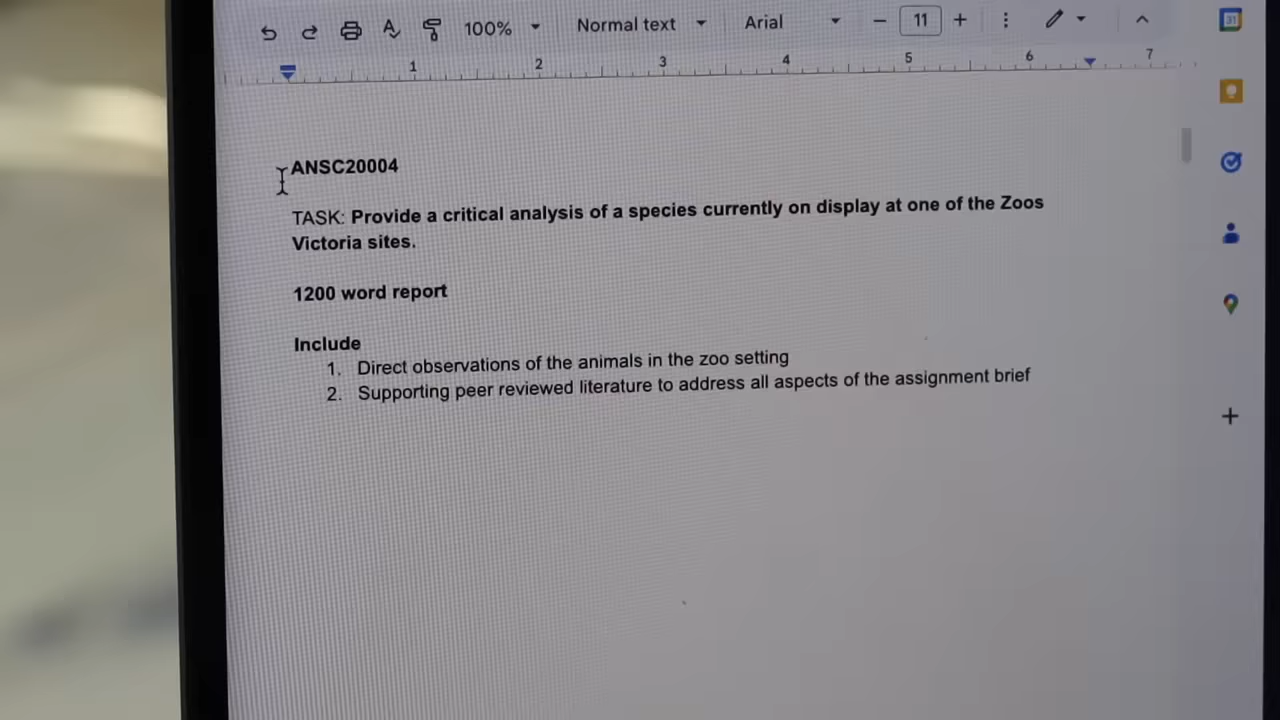 100% Normal text Arial 11
1 2 3 4 5 6 7
ANSC20004
TASK: Provide a critical analysis of a species currently on display at one of the Zoos
Victoria sites.
1200 word report
Include
1. Direct observations of the animals in the zoo setting
2. Supporting peer reviewed literature to address all aspects of the assignment brief
31